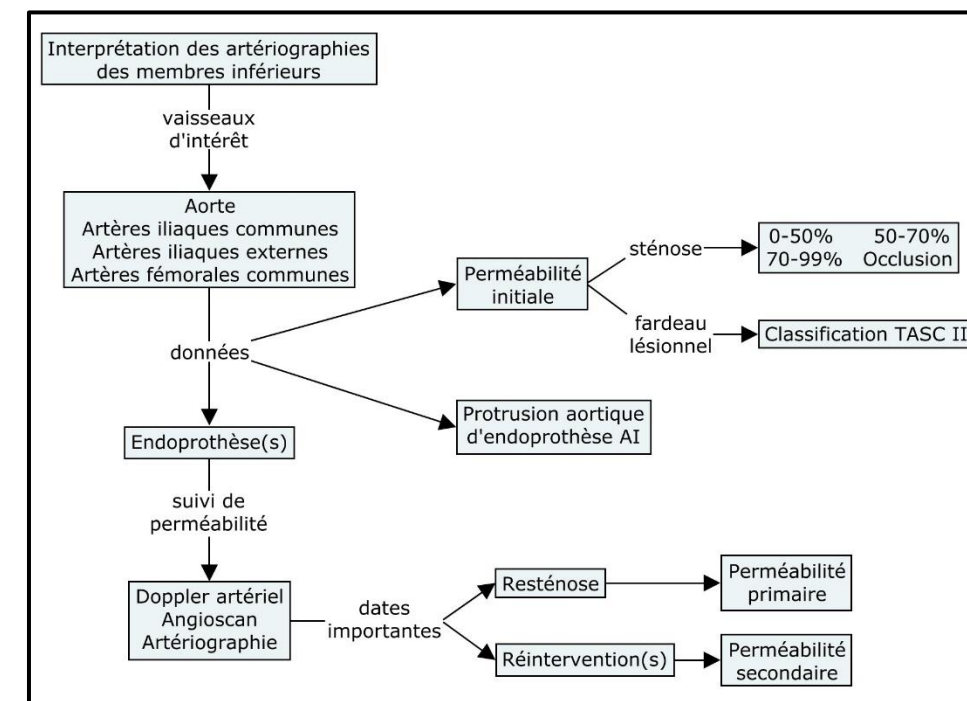 Interprétation des artériographies
des membres inférieurs
vaisseaux
d'intérêt
Aorte
Artères iliaques communes
Artères iliaques externes
Artères fémorales communes
données
Perméabilité
initiale
sténose
0-50% 50-70%
70-99% Occlusion
fardeau
lésionnel
Classification TASC II
Protrusion aortique
d'endoprothèse AI
Endoprothèse(s)
suivi de
perméabilité
Doppler artériel
Angioscan
Artériographie
dates
importantes
Resténose
Perméabilité
primaire
Réintervention(s)
Perméabilité
secondaire